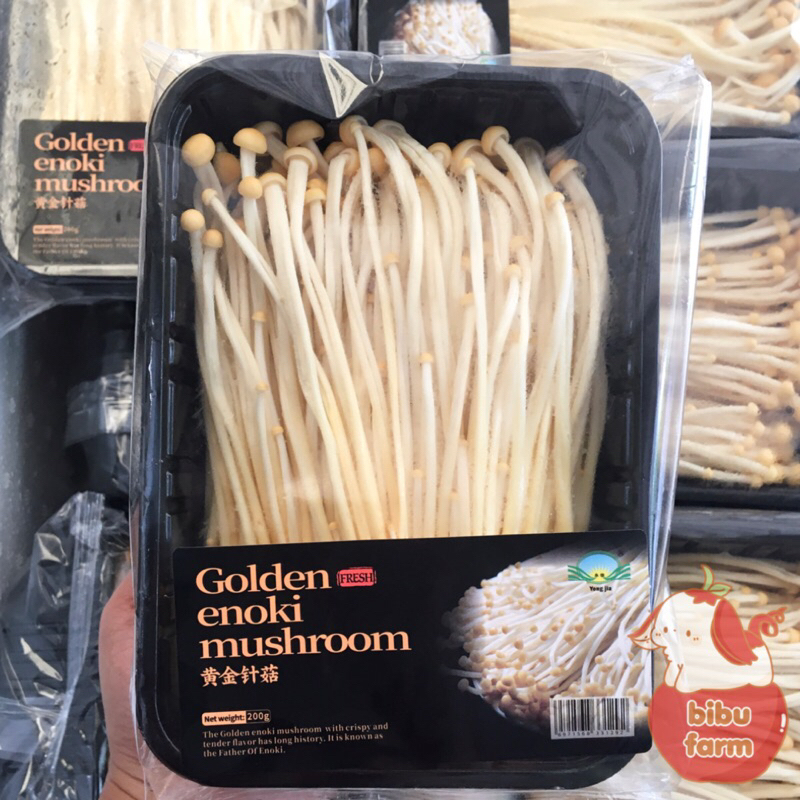 Golden
enoki
mushroo
黄金针菇
Golden FRESH
enoki
mushroom
黄金针菇
Net weight: 200g
The Golden enoki mushroom with crispy and
tender flavor has long history. It is known as
the Father Of Enoki.
bibu
farm